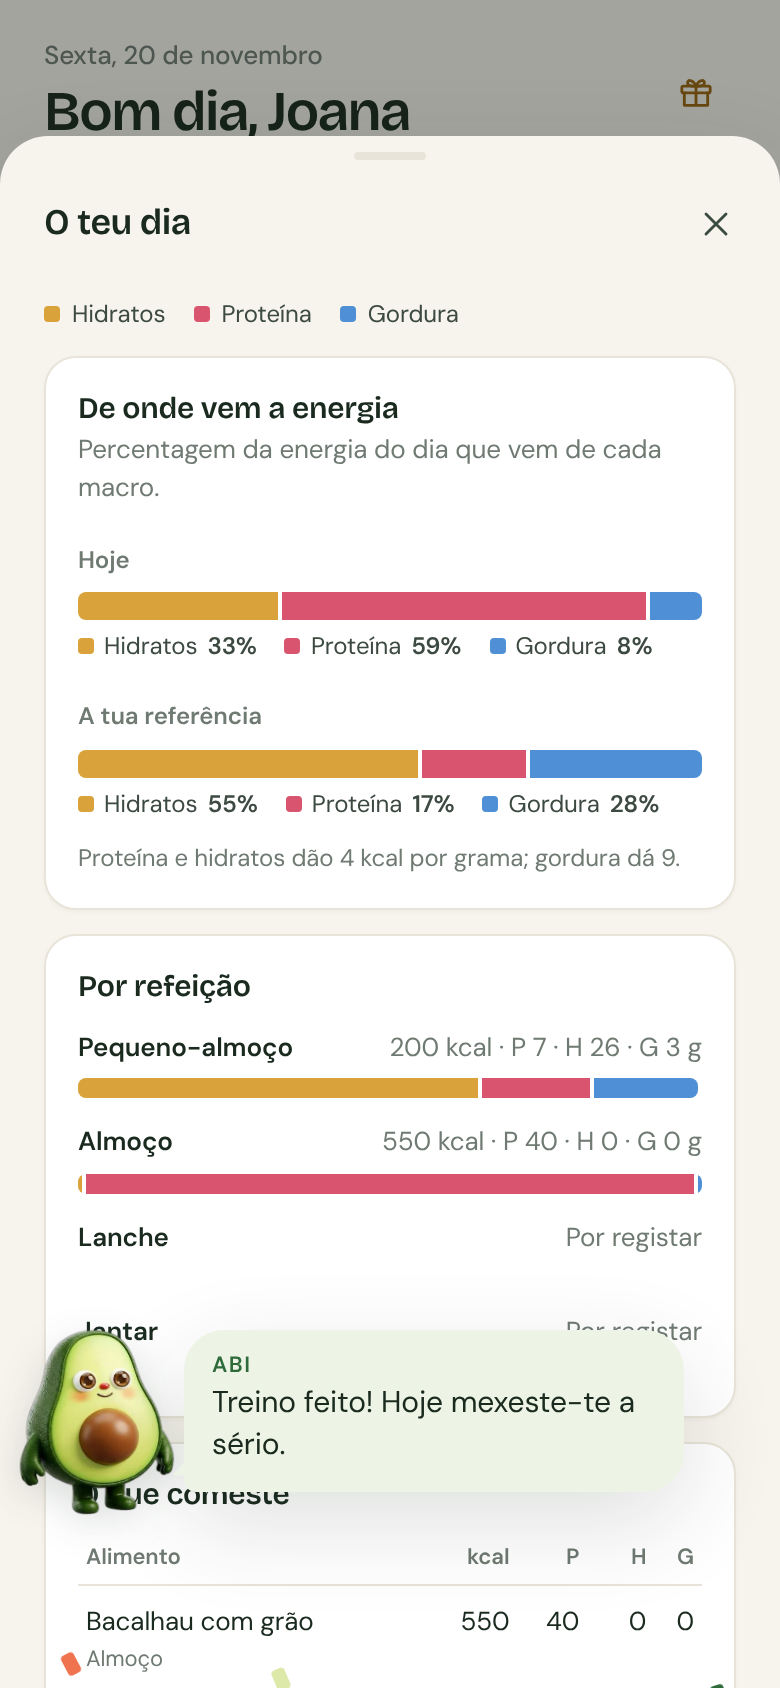 Sexta, 20 de novembro
Bom dia, Joana
O teu dia
Hidratos Proteína Gordura
De onde vem a energia
Percentagem da energia do dia que vem de cada
macro.
Hoje
Hidratos 33% Proteína 59% Gordura 8%
A tua referência
Hidratos 55% Proteína 17% Gordura 28%
Proteína e hidratos dão 4 kcal por grama; gordura dá 9.
Por refeição
Pequeno-almoço 200 kcal · P 7 · H 26 · G 3 g
Almoço 550 kcal · P 40 · H 0 · G 0 g
Lanche Por registar
Jantar Por registar
ABI
Treino feito! Hoje mexeste-te a
sério.
comeste
Alimento kcal P H G
Bacalhau com grão 550 40 0 0
Almoço